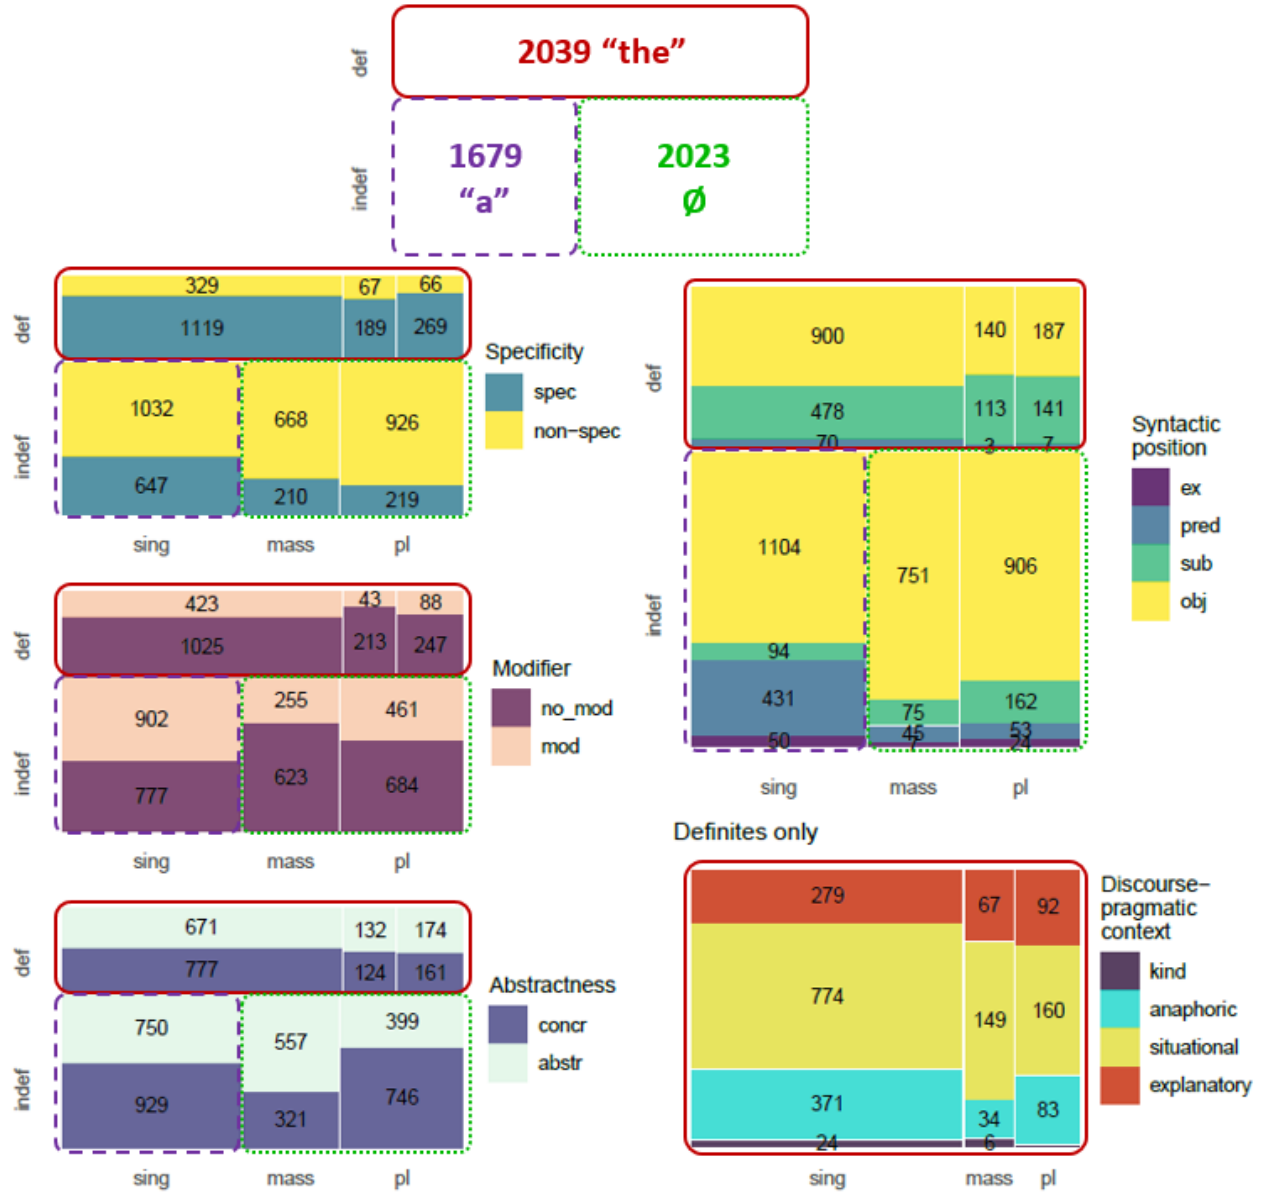 def
2039 “the”
indef
1679
“a”
2023
Ø
def
329
67
66
1119
189
269
indef
1032
668
926
647
210
219
sing
mass
pl
Specificity
spec
non-spec
def
423
43
88
1025
213
247
indef
902
255
461
777
623
684
sing
mass
pl
Modifier
no_mod
mod
def
671
132
174
777
124
161
indef
750
557
399
929
321
746
sing
mass
pl
Abstractness
concr
abstr
def
900
140
187
478
113
141
70
3
7
indef
1104
751
906
94
75
162
431
45
53
50
7
24
sing
mass
pl
Syntactic
position
ex
pred
sub
obj
Definites only
279
67
92
774
149
160
371
34
83
24
6
sing
mass
pl
Discourse-
pragmatic
context
kind
anaphoric
situational
explanatory